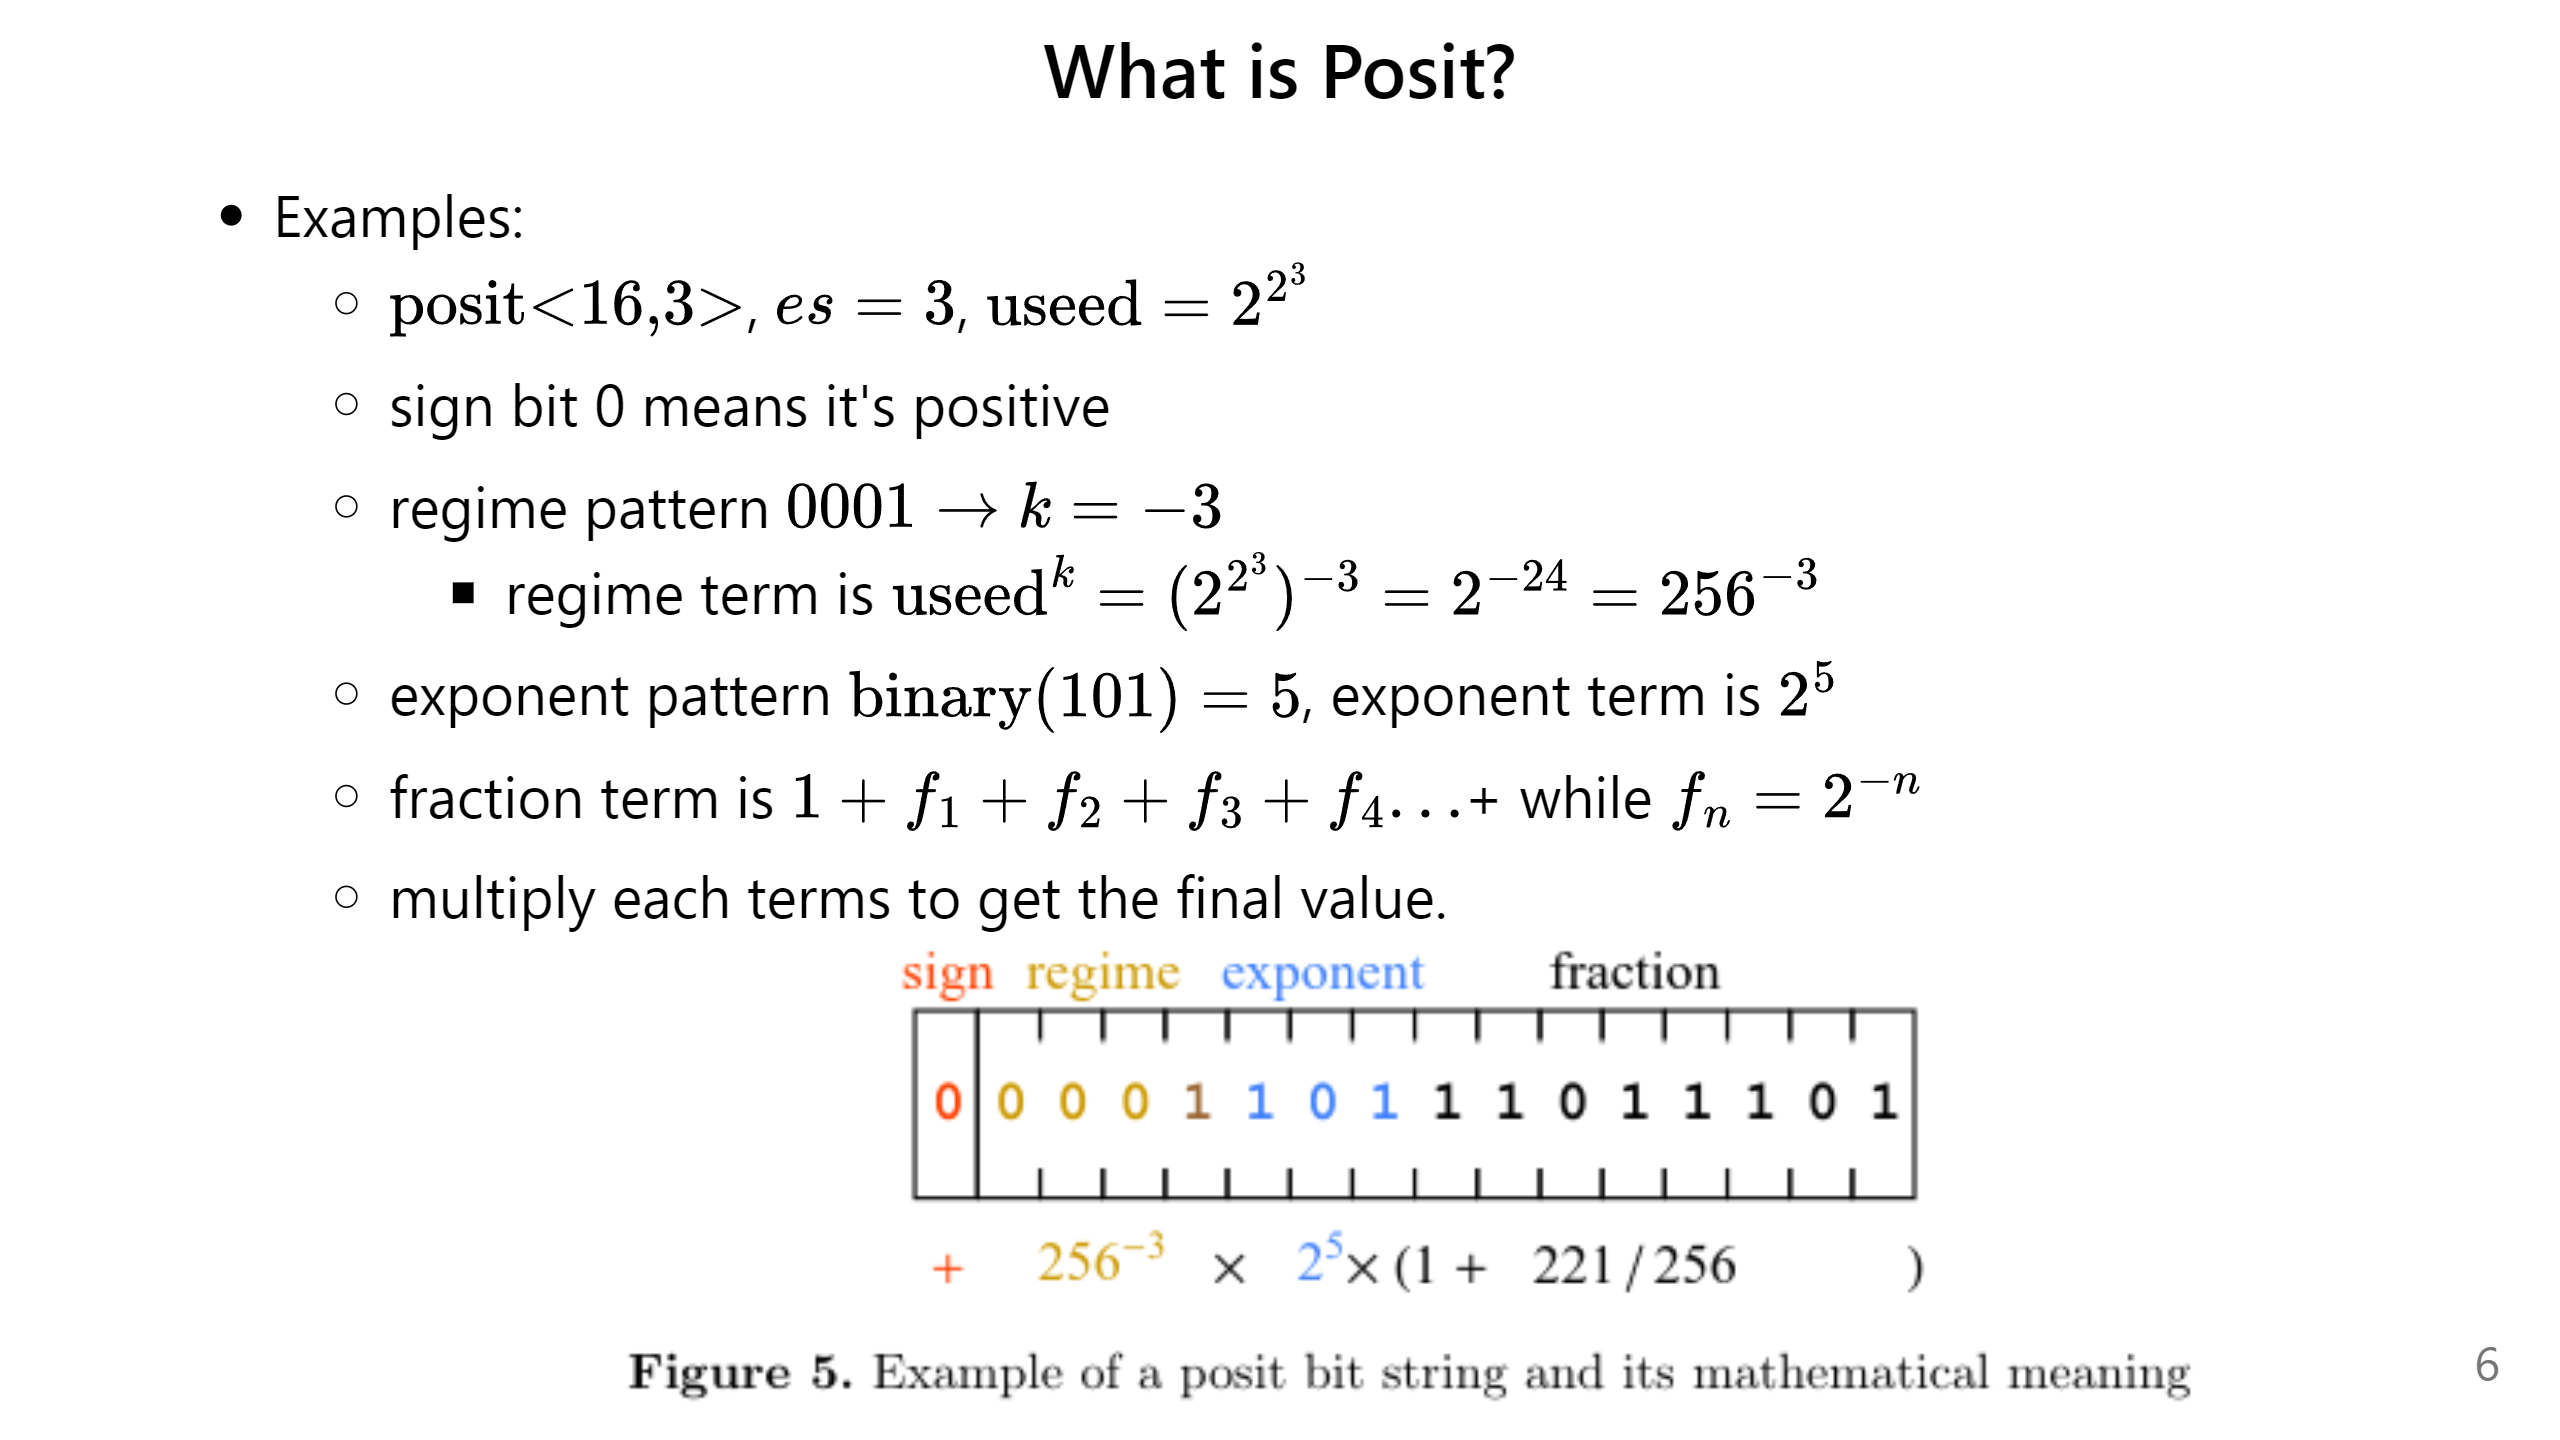 What is Posit?
• Examples:
○ posit<16,3>, es = 3, useed = 2^{2^3}
○ sign bit 0 means it's positive
○ regime pattern 0001 → k = −3
■ regime term is useed^k = (2^{2^3})^{−3} = 2^{−24} = 256^{−3}
○ exponent pattern binary(101) = 5, exponent term is 2^5
○ fraction term is 1 + f_1 + f_2 + f_3 + f_4...+ while f_n = 2^{−n}
○ multiply each terms to get the final value.
sign regime exponent fraction
0 0 0 0 1 1 0 1 1 1 0 1 1 1 0 1
+ 256^{−3} × 2^5 × (1 + 221/256 )
Figure 5. Example of a posit bit string and its mathematical meaning
6